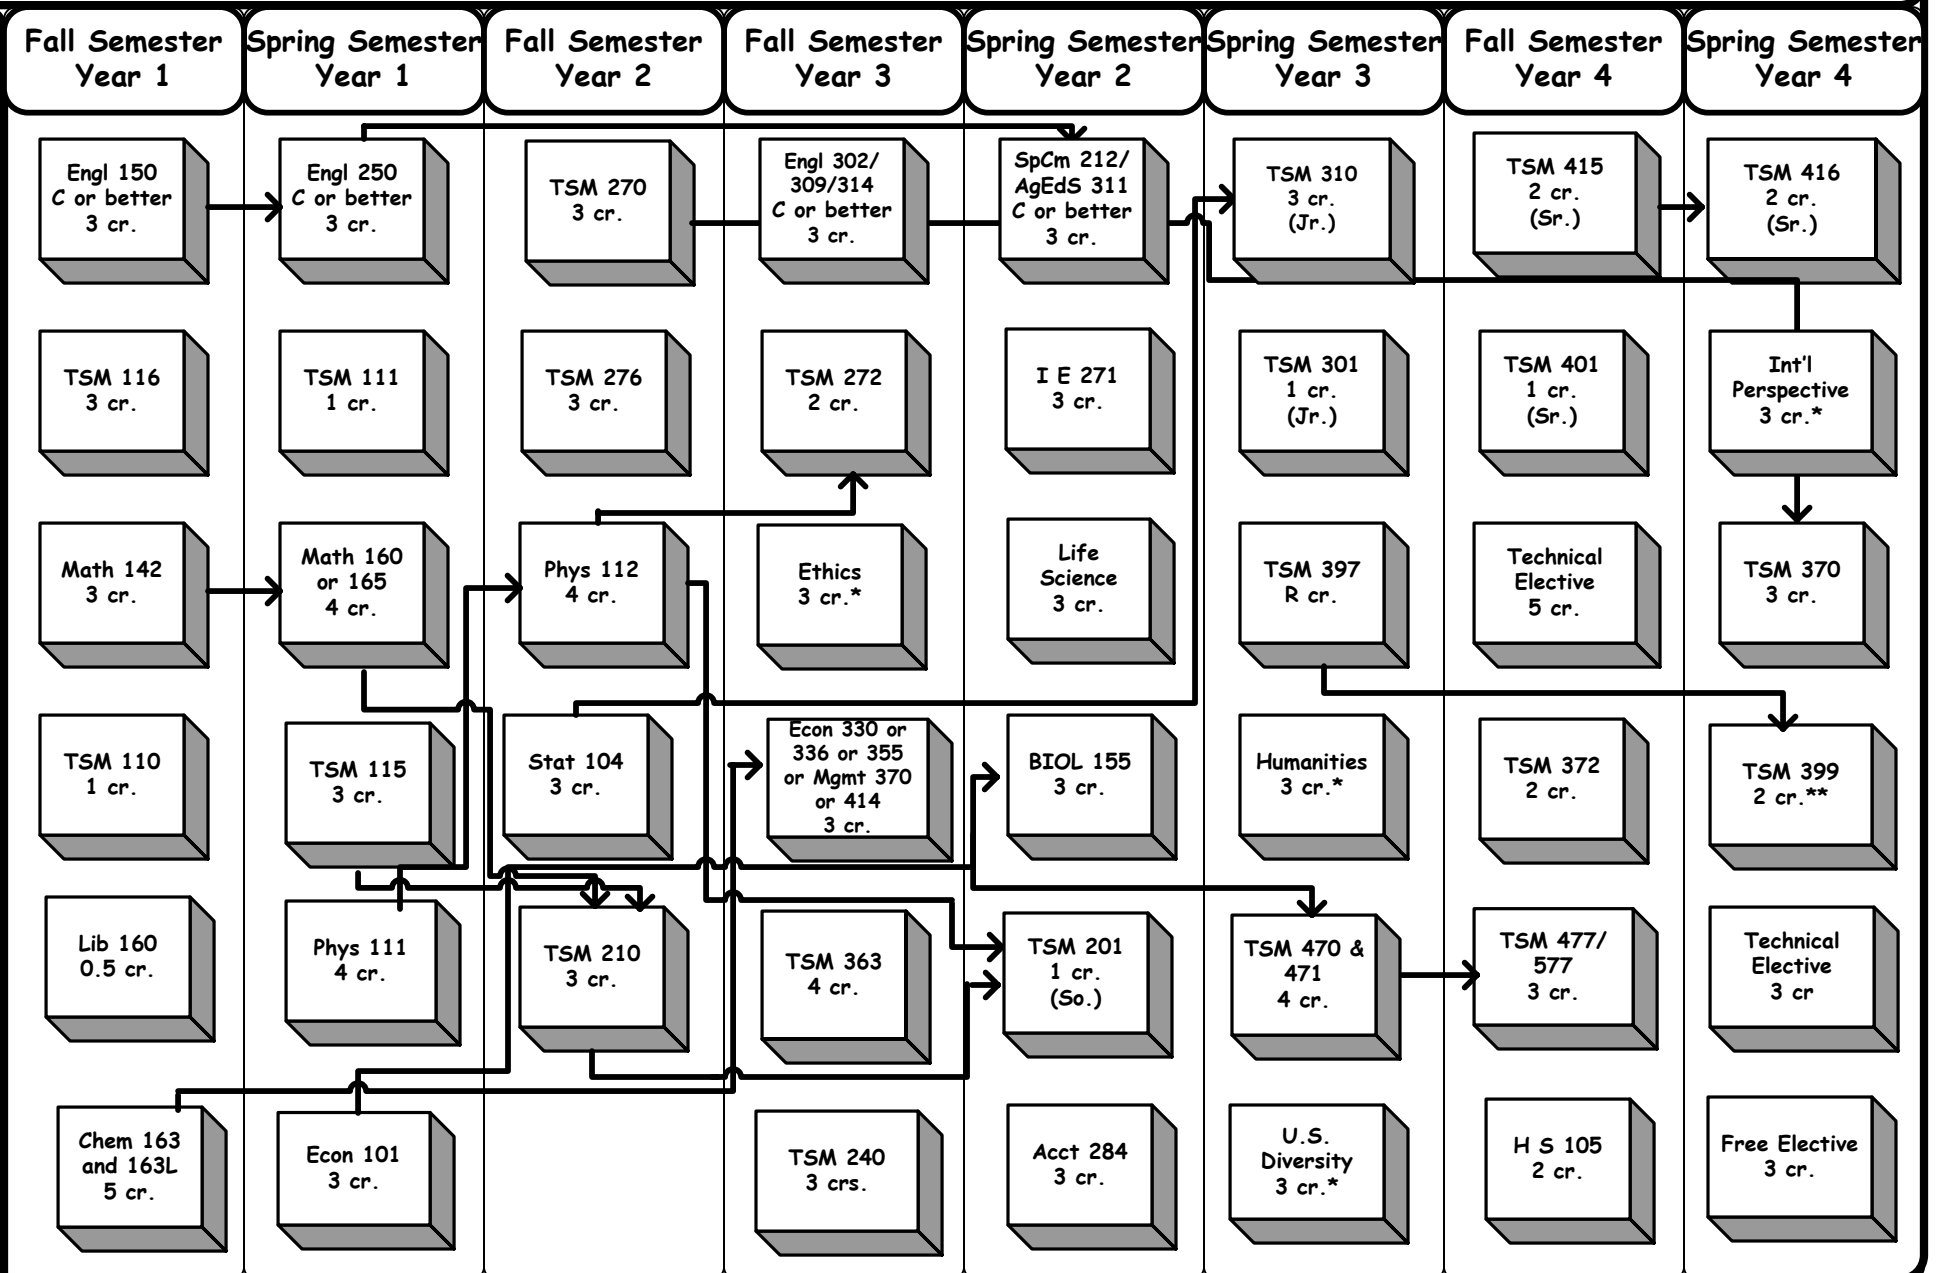 Fall Semester
Year 1
Spring Semester
Year 1
Fall Semester
Year 2
Fall Semester
Year 3
Spring Semester
Year 2
Spring Semester
Year 3
Fall Semester
Year 4
Spring Semester
Year 4
Engl 150
C or better
3 cr.
Engl 250
C or better
3 cr.
TSM 270
3 cr.
Engl 302/
309/314
C or better
3 cr.
SpCm 212/
AgEdS 311
C or better
3 cr.
TSM 310
3 cr.
(Jr.)
TSM 415
2 cr.
(Sr.)
TSM 416
2 cr.
(Sr.)
TSM 116
3 cr.
TSM 111
1 cr.
TSM 276
3 cr.
TSM 272
2 cr.
I E 271
3 cr.
TSM 301
1 cr.
(Jr.)
TSM 401
1 cr.
(Sr.)
Int'l
Perspective
3 cr.*
Math 142
3 cr.
Math 160
or 165
4 cr.
Phys 112
4 cr.
Ethics
3 cr.*
Life
Science
3 cr.
TSM 397
R cr.
Technical
Elective
5 cr.
TSM 370
3 cr.
TSM 110
1 cr.
TSM 115
3 cr.
Stat 104
3 cr.
Econ 330 or
336 or 355
or Mgmt 370
or 414
3 cr.
BIOL 155
3 cr.
Humanities
3 cr.*
TSM 372
2 cr.
TSM 399
2 cr.**
Lib 160
0.5 cr.
Phys 111
4 cr.
TSM 210
3 cr.
TSM 363
4 cr.
TSM 201
1 cr.
(So.)
TSM 470 &
471
4 cr.
TSM 477/
577
3 cr.
Technical
Elective
3 cr
Chem 163
and 163L
5 cr.
Econ 101
3 cr.
TSM 240
3 crs.
Acct 284
3 cr.
U.S.
Diversity
3 cr.*
H S 105
2 cr.
Free Elective
3 cr.